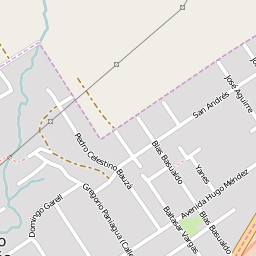 José Aguirre
San Andrés
Pedro Celestino Bauzá
Blas Basualdo
Yanes
Avenida Hugo Méndez
Domingo Garell
Gregorio Paniagua (Calle
Baltasar Vargas
Blas Basualdo
o
o